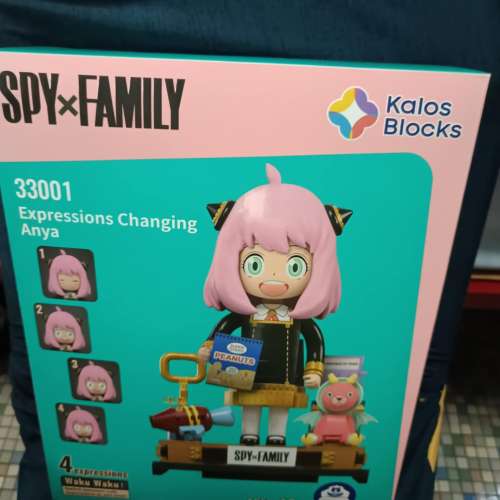 SPY×FAMILY
Kalos
Blocks
33001
Expressions Changing
Anya
1
2
3
4
PEANUTS
SPY×FAMILY
4 expressions
Waku Waku!